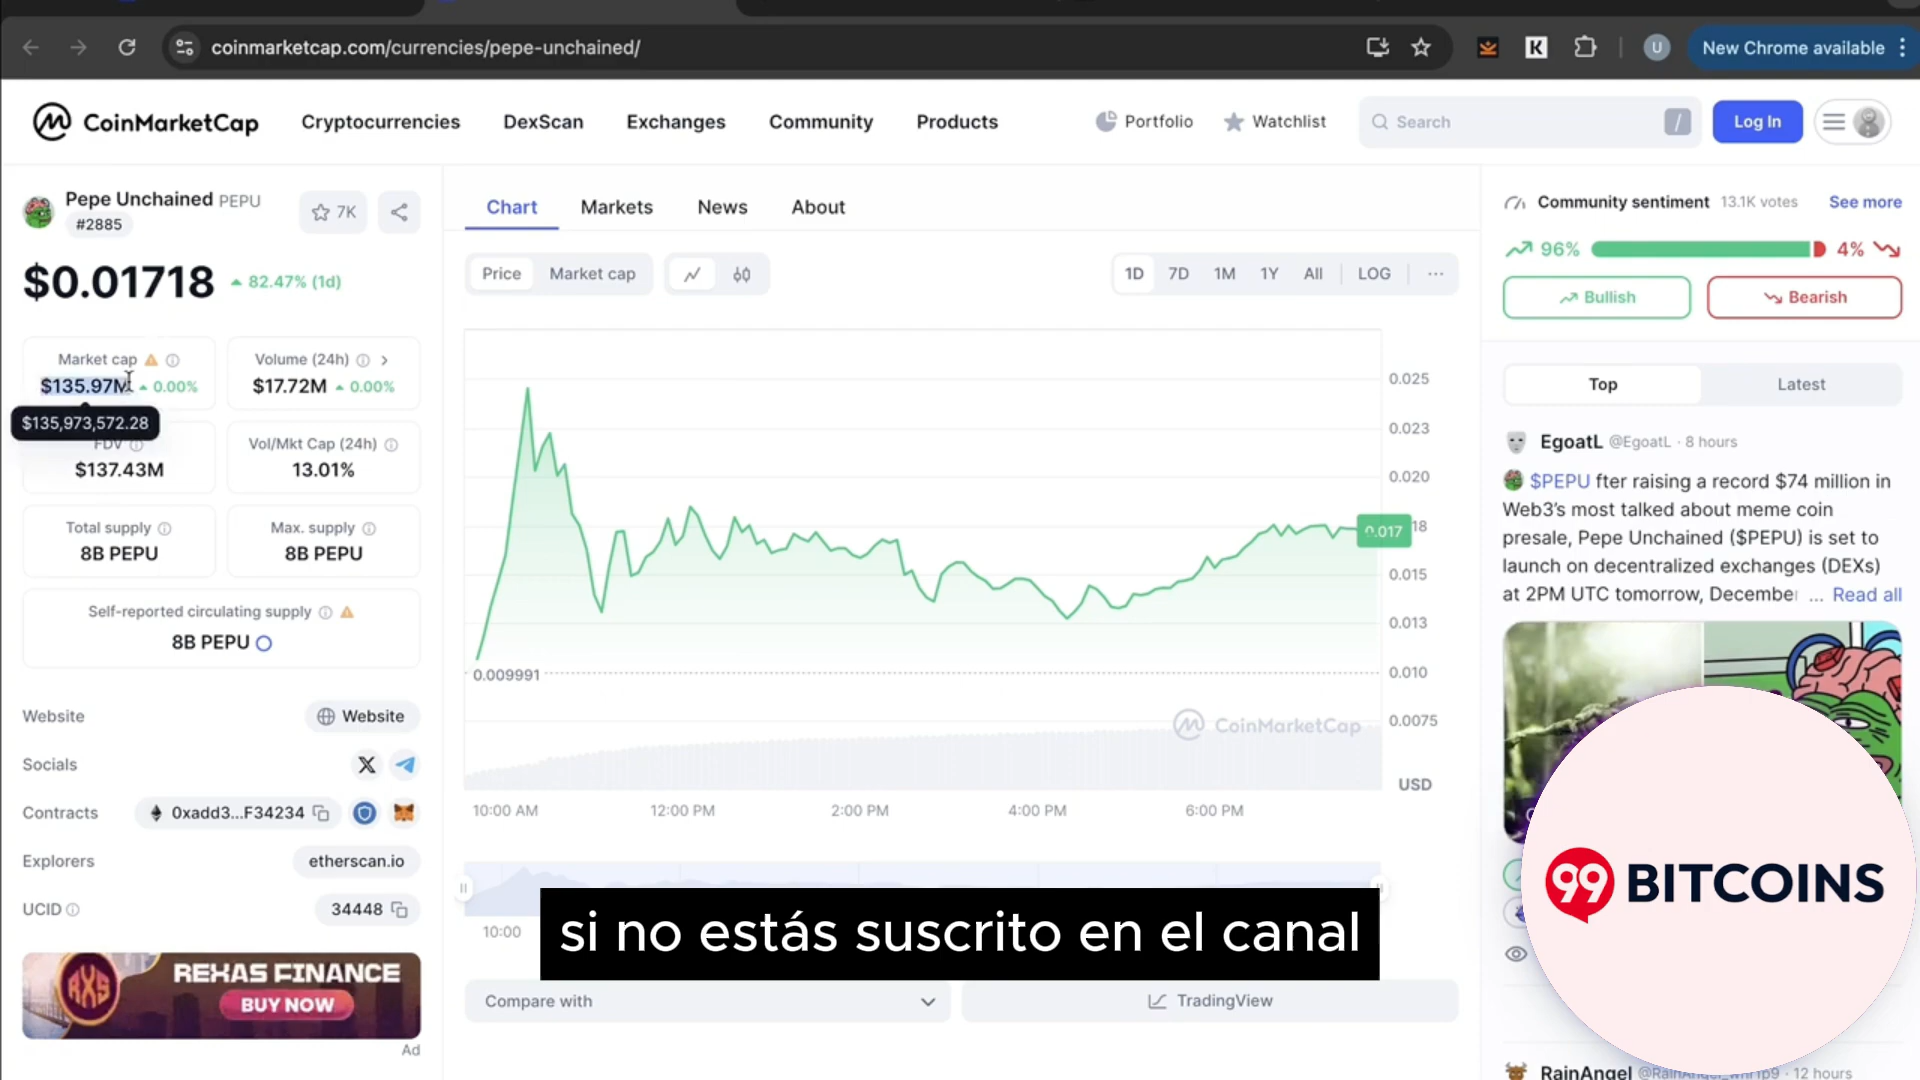 coinmarketcap.com/currencies/pepe-unchained/
K
U
New Chrome available
CoinMarketCap
Cryptocurrencies
DexScan
Exchanges
Community
Products
Portfolio
Watchlist
Search
/
Log In
Pepe Unchained PEPU
#2885
7K
$0.01718
82.47% (1d)
Market cap
$135.97M
0.00%
$135,973,572.28
Volume (24h)
$17.72M
0.00%
FDV
$137.43M
Vol/Mkt Cap (24h)
13.01%
Total supply
8B PEPU
Max. supply
8B PEPU
Self-reported circulating supply
8B PEPU
Website
Website
Socials
Contracts
0xadd3...F34234
Explorers
etherscan.io
UCID
34448
REXAS FINANCE
BUY NOW
RXS
Ad
Chart
Markets
News
About
Price
Market cap
1D
7D
1M
1Y
All
LOG
...
0.025
0.023
0.020
0.017
18
0.015
0.013
0.010
0.0075
0.009991
CoinMarketCap
USD
10:00 AM
12:00 PM
2:00 PM
4:00 PM
6:00 PM
10:00
si no estás suscrito en el canal
Compare with
TradingView
Community sentiment
13.1K votes
See more
96%
4%
Bullish
Bearish
Top
Latest
EgoatL @EgoatL · 8 hours
$PEPU fter raising a record $74 million in
Web3’s most talked about meme coin
presale, Pepe Unchained ($PEPU) is set to
launch on decentralized exchanges (DEXs)
at 2PM UTC tomorrow, December ... Read all
99 BITCOINS
RainAngel
12 hours